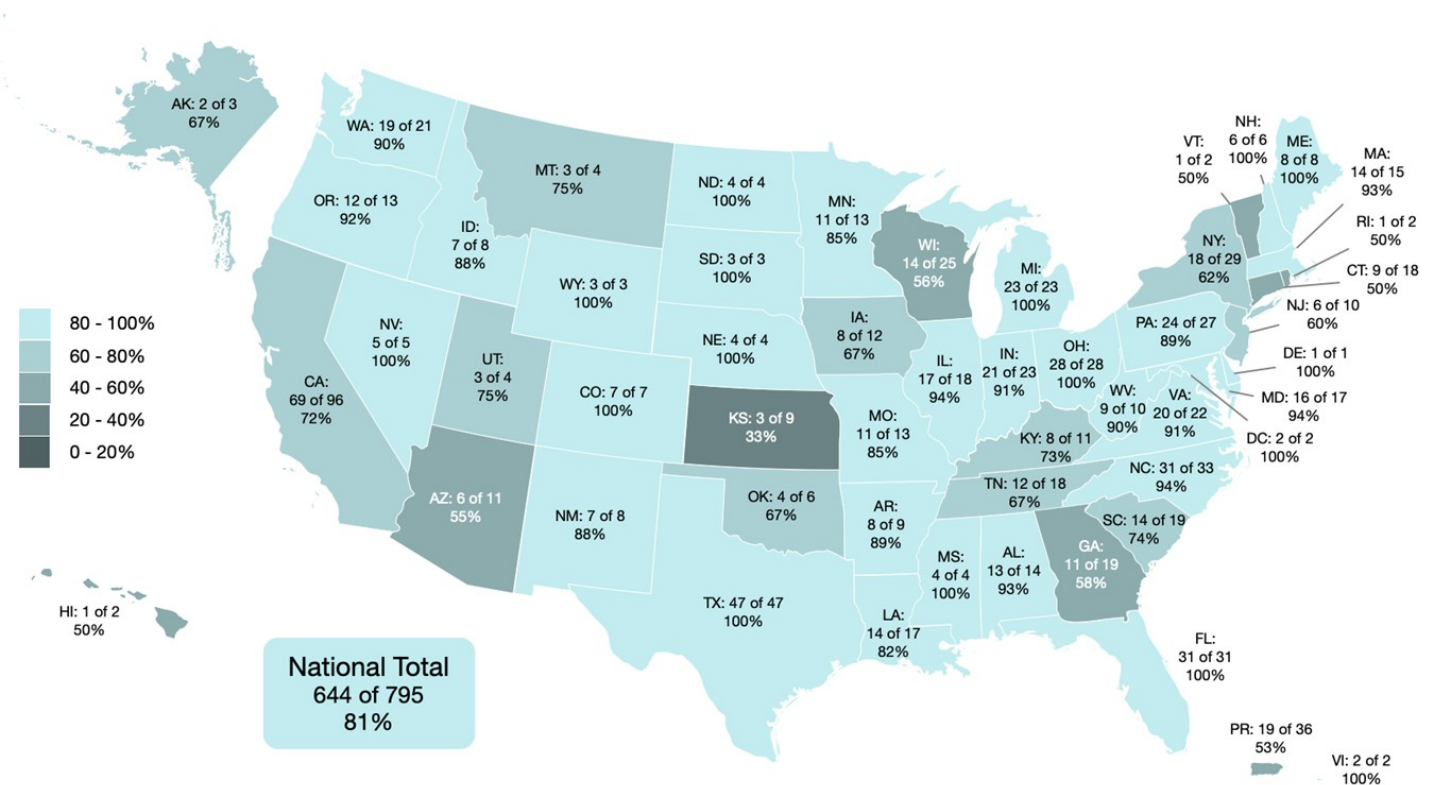 AK: 2 of 3
67%
WA: 19 of 21
90%
OR: 12 of 13
92%
ID:
7 of 8
88%
MT: 3 of 4
75%
ND: 4 of 4
100%
MN:
11 of 13
85%
WI:
14 of 25
56%
MI:
23 of 23
100%
VT:
1 of 2
50%
NH:
6 of 6
100%
ME:
8 of 8
100%
MA:
14 of 15
93%
RI: 1 of 2
50%
CT: 9 of 18
50%
NY:
18 of 29
62%
NJ: 6 of 10
60%
PA: 24 of 27
89%
DE: 1 of 1
100%
MD: 16 of 17
94%
DC: 2 of 2
100%
WY: 3 of 3
100%
SD: 3 of 3
100%
NE: 4 of 4
100%
IA:
8 of 12
67%
IL:
17 of 18
94%
IN:
21 of 23
91%
OH:
28 of 28
100%
WV:
9 of 10
90%
VA:
20 of 22
91%
80 - 100%
60 - 80%
40 - 60%
20 - 40%
0 - 20%
CA:
69 of 96
72%
NV:
5 of 5
100%
UT:
3 of 4
75%
CO: 7 of 7
100%
KS: 3 of 9
33%
MO:
11 of 13
85%
KY: 8 of 11
73%
TN: 12 of 18
67%
NC: 31 of 33
94%
SC: 14 of 19
74%
AZ: 6 of 11
55%
NM: 7 of 8
88%
OK: 4 of 6
67%
AR:
8 of 9
89%
MS:
4 of 4
100%
AL:
13 of 14
93%
GA:
11 of 19
58%
TX: 47 of 47
100%
LA:
14 of 17
82%
FL:
31 of 31
100%
HI: 1 of 2
50%
National Total
644 of 795
81%
PR: 19 of 36
53%
VI: 2 of 2
100%